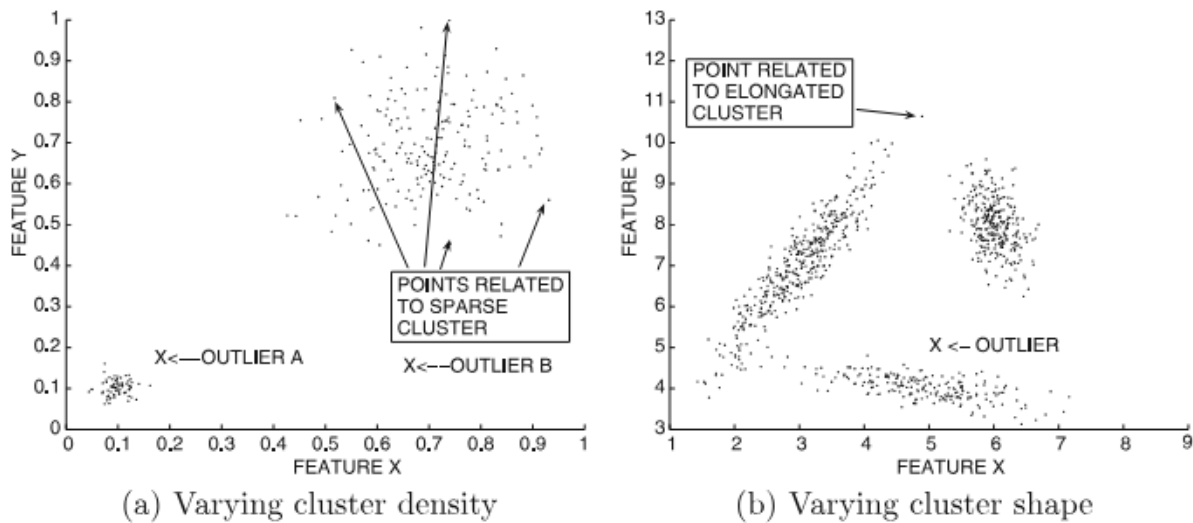 1
0.9
0.8
0.7
0.6
0.5
0.4
0.3
0.2
0.1
0
FEATURE Y
POINTS RELATED
TO SPARSE
CLUSTER
X<—OUTLIER A
X<--OUTLIER B
0 0.1 0.2 0.3 0.4 0.5 0.6 0.7 0.8 0.9 1
FEATURE X
(a) Varying cluster density
13
12
11
10
9
8
7
6
5
4
3
FEATURE Y
POINT RELATED
TO ELONGATED
CLUSTER
X <- OUTLIER
1 2 3 4 5 6 7 8 9
FEATURE X
(b) Varying cluster shape